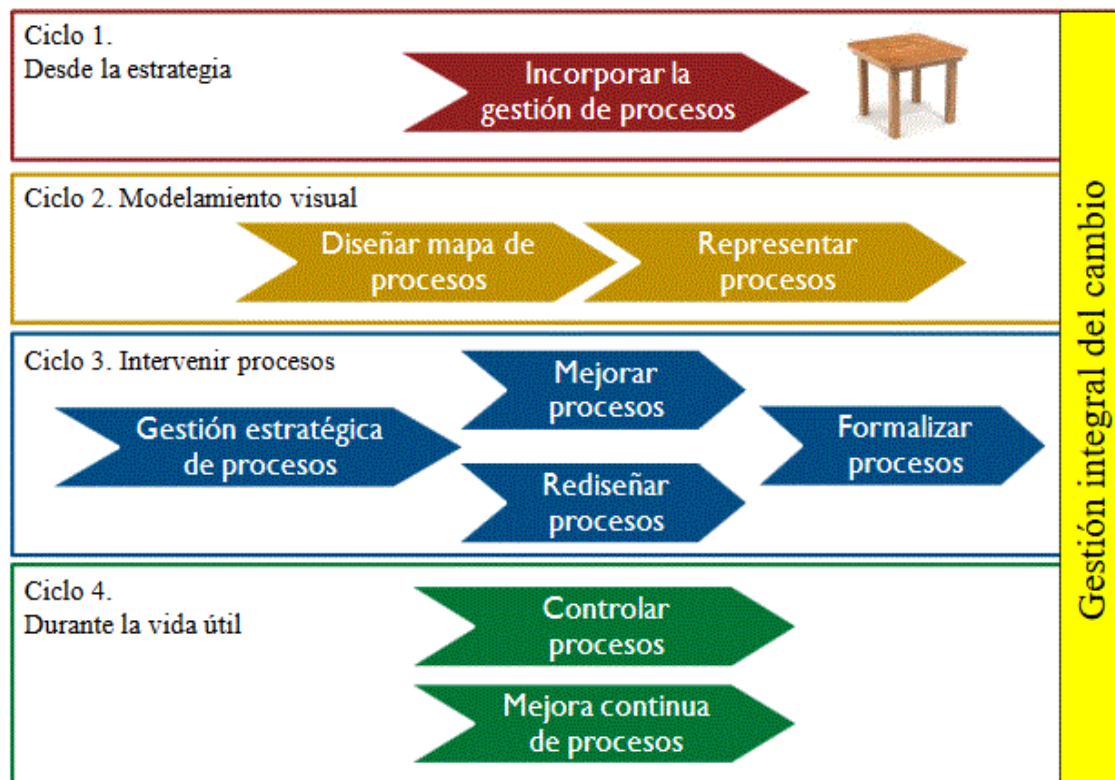 Ciclo 1.
Desde la estrategia
Incorporar la
gestión de procesos
Ciclo 2. Modelamiento visual
Diseñar mapa de
procesos
Representar
procesos
Ciclo 3. Intervenir procesos
Gestión estratégica
de procesos
Mejorar
procesos
Rediseñar
procesos
Formalizar
procesos
Ciclo 4.
Durante la vida útil
Controlar
procesos
Mejora continua
de procesos
Gestión integral del cambio